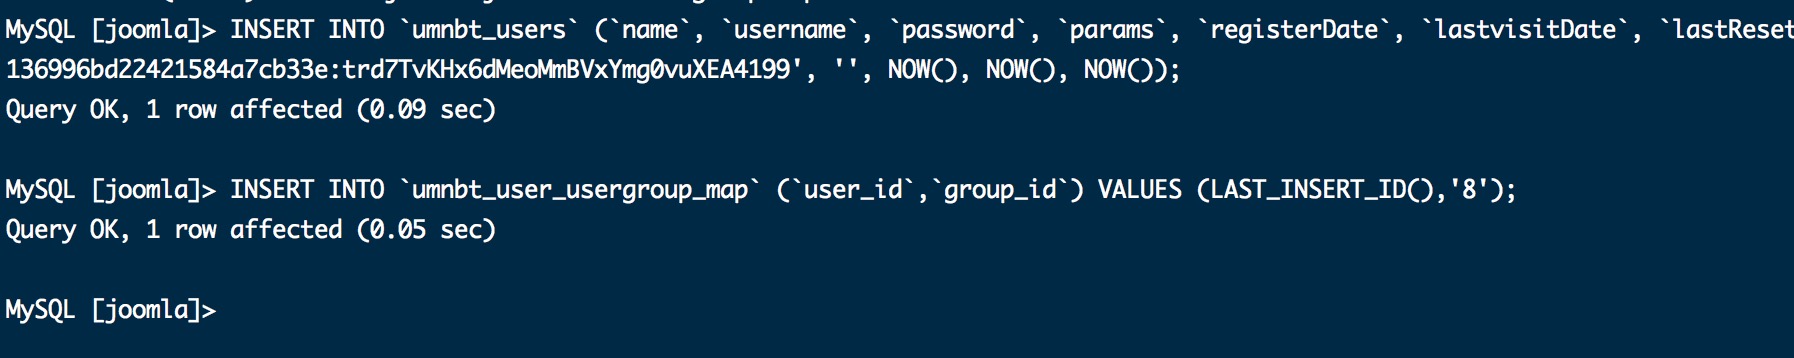 MySQL [joomla]> INSERT INTO `umnbt_users` (`name`, `username`, `password`, `params`, `registerDate`, `lastvisitDate`, `lastReset
136996bd22421584a7cb33e:trd7TvKHx6dMeoMmBVxYmg0vuXEA4199', '', NOW(), NOW(), NOW());
Query OK, 1 row affected (0.09 sec)
MySQL [joomla]> INSERT INTO `umnbt_user_usergroup_map` (`user_id`,`group_id`) VALUES (LAST_INSERT_ID(),'8');
Query OK, 1 row affected (0.05 sec)
MySQL [joomla]>